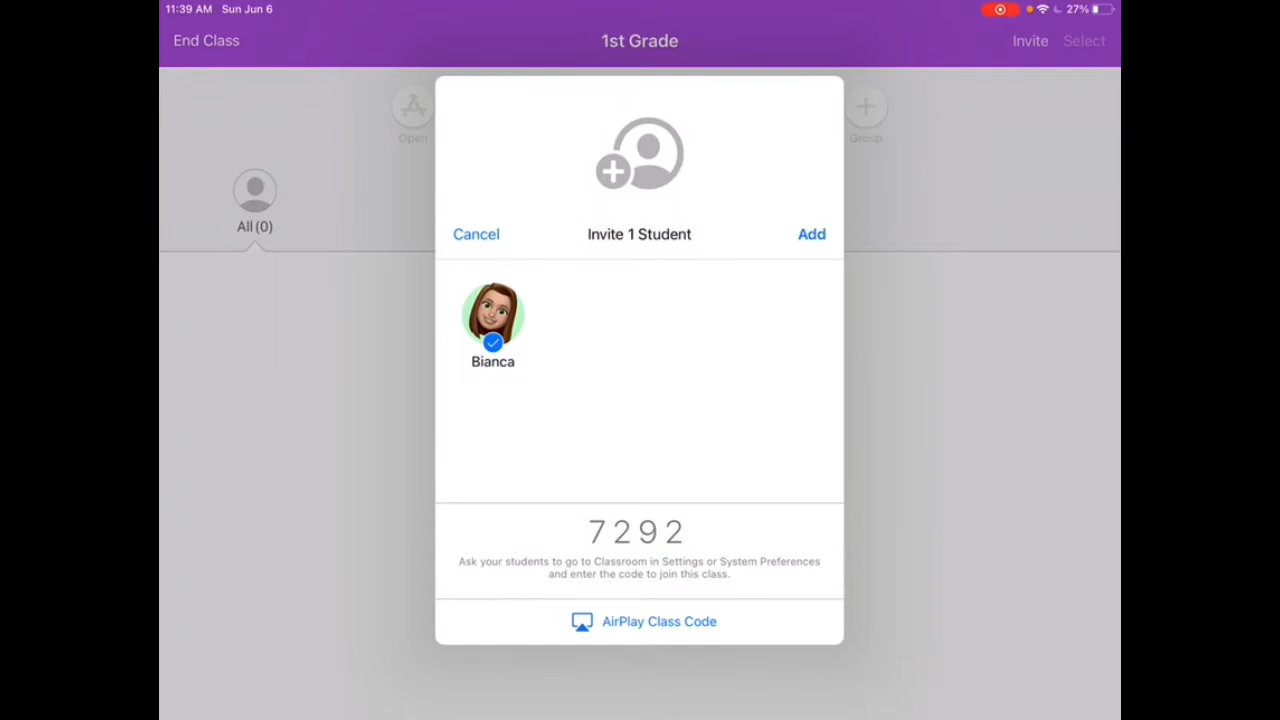 11:39 AM Sun Jun 6 27%
End Class 1st Grade Invite Select
Open Group
All (0)
Cancel Invite 1 Student Add
Bianca
7292
Ask your students to go to Classroom in Settings or System Preferences
and enter the code to join this class.
AirPlay Class Code